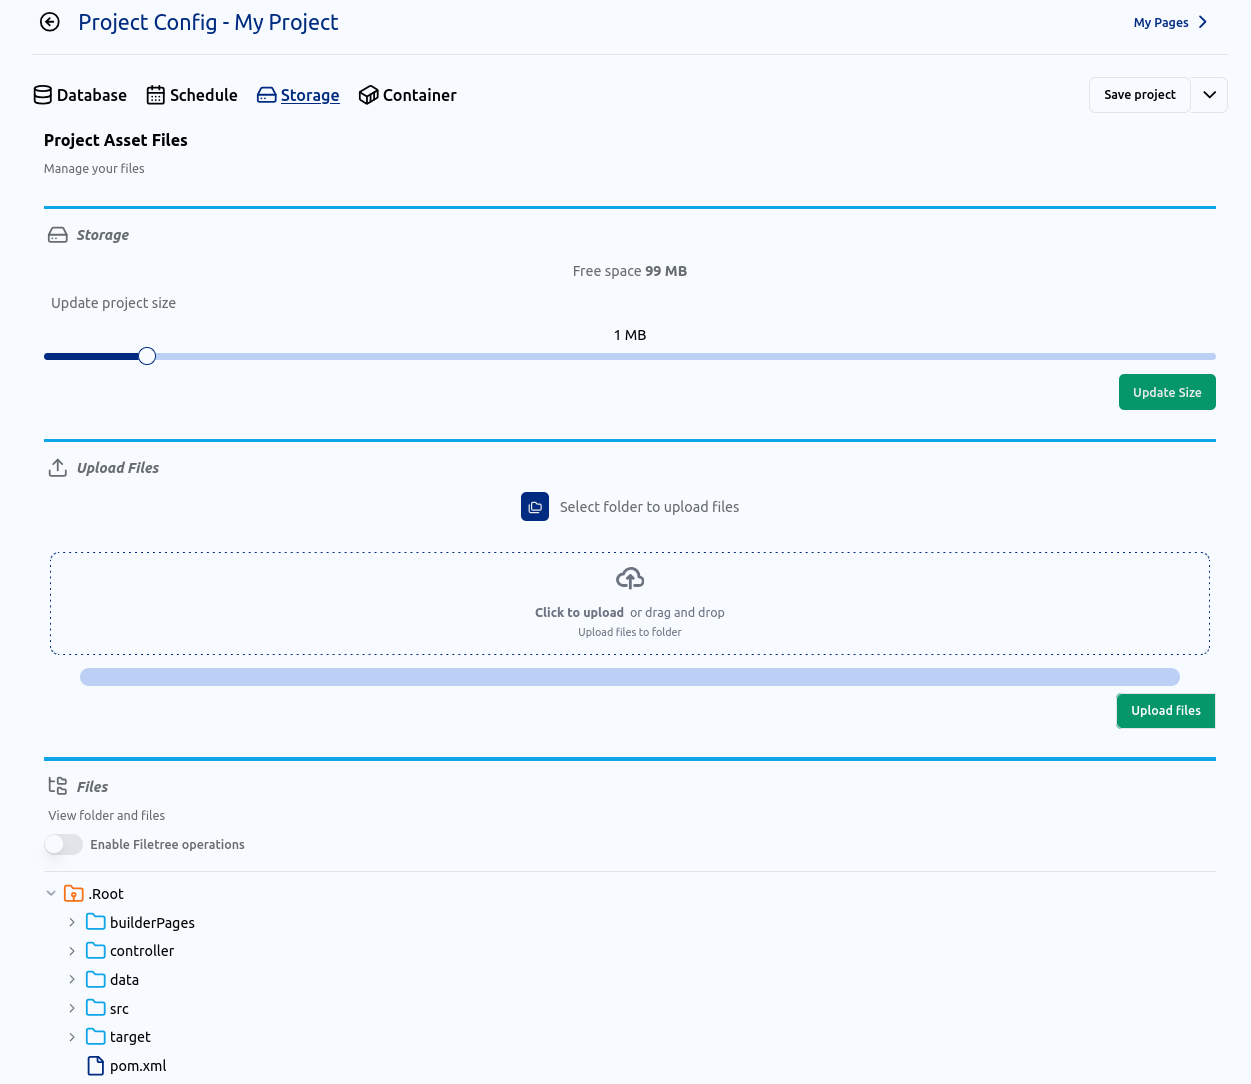 Project Config - My Project
My Pages
Database
Schedule
Storage
Container
Save project
Project Asset Files
Manage your files
Storage
Free space 99 MB
Update project size
1 MB
Update Size
Upload Files
Select folder to upload files
Click to upload or drag and drop
Upload files to folder
Upload files
Files
View folder and files
Enable Filetree operations
.Root
builderPages
controller
data
src
target
pom.xml